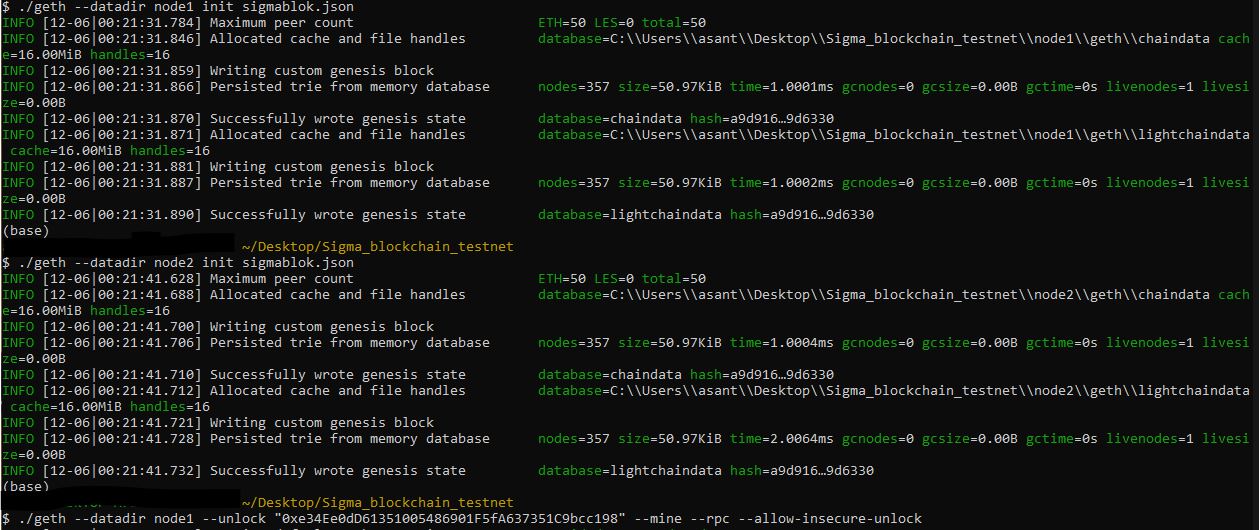 $ ./geth --datadir node1 init sigmablok.json
INFO [12-06|00:21:31.784] Maximum peer count                       ETH=50 LES=0 total=50
INFO [12-06|00:21:31.846] Allocated cache and file handles         database=C:\\Users\\asant\\Desktop\\Sigma_blockchain_testnet\\node1\\geth\\chaindata cach
e=16.00MiB handles=16
INFO [12-06|00:21:31.859] Writing custom genesis block
INFO [12-06|00:21:31.866] Persisted trie from memory database      nodes=357 size=50.97KiB time=1.0001ms gcnodes=0 gcsize=0.00B gctime=0s livenodes=1 livesi
ze=0.00B
INFO [12-06|00:21:31.870] Successfully wrote genesis state         database=chaindata hash=a9d916…9d6330
INFO [12-06|00:21:31.871] Allocated cache and file handles         database=C:\\Users\\asant\\Desktop\\Sigma_blockchain_testnet\\node1\\geth\\lightchaindata
 cache=16.00MiB handles=16
INFO [12-06|00:21:31.881] Writing custom genesis block
INFO [12-06|00:21:31.887] Persisted trie from memory database      nodes=357 size=50.97KiB time=1.0002ms gcnodes=0 gcsize=0.00B gctime=0s livenodes=1 livesi
ze=0.00B
INFO [12-06|00:21:31.890] Successfully wrote genesis state         database=lightchaindata hash=a9d916…9d6330
(base)
~/Desktop/Sigma_blockchain_testnet
$ ./geth --datadir node2 init sigmablok.json
INFO [12-06|00:21:41.628] Maximum peer count                       ETH=50 LES=0 total=50
INFO [12-06|00:21:41.688] Allocated cache and file handles         database=C:\\Users\\asant\\Desktop\\Sigma_blockchain_testnet\\node2\\geth\\chaindata cach
e=16.00MiB handles=16
INFO [12-06|00:21:41.700] Writing custom genesis block
INFO [12-06|00:21:41.706] Persisted trie from memory database      nodes=357 size=50.97KiB time=1.0004ms gcnodes=0 gcsize=0.00B gctime=0s livenodes=1 livesi
ze=0.00B
INFO [12-06|00:21:41.710] Successfully wrote genesis state         database=chaindata hash=a9d916…9d6330
INFO [12-06|00:21:41.712] Allocated cache and file handles         database=C:\\Users\\asant\\Desktop\\Sigma_blockchain_testnet\\node2\\geth\\lightchaindata
 cache=16.00MiB handles=16
INFO [12-06|00:21:41.721] Writing custom genesis block
INFO [12-06|00:21:41.728] Persisted trie from memory database      nodes=357 size=50.97KiB time=2.0064ms gcnodes=0 gcsize=0.00B gctime=0s livenodes=1 livesi
ze=0.00B
INFO [12-06|00:21:41.732] Successfully wrote genesis state         database=lightchaindata hash=a9d916…9d6330
(base)
~/Desktop/Sigma_blockchain_testnet
$ ./geth --datadir node1 --unlock "0xe34Ee0dD61351005486901F5fA637351C9bcc198" --mine --rpc --allow-insecure-unlock